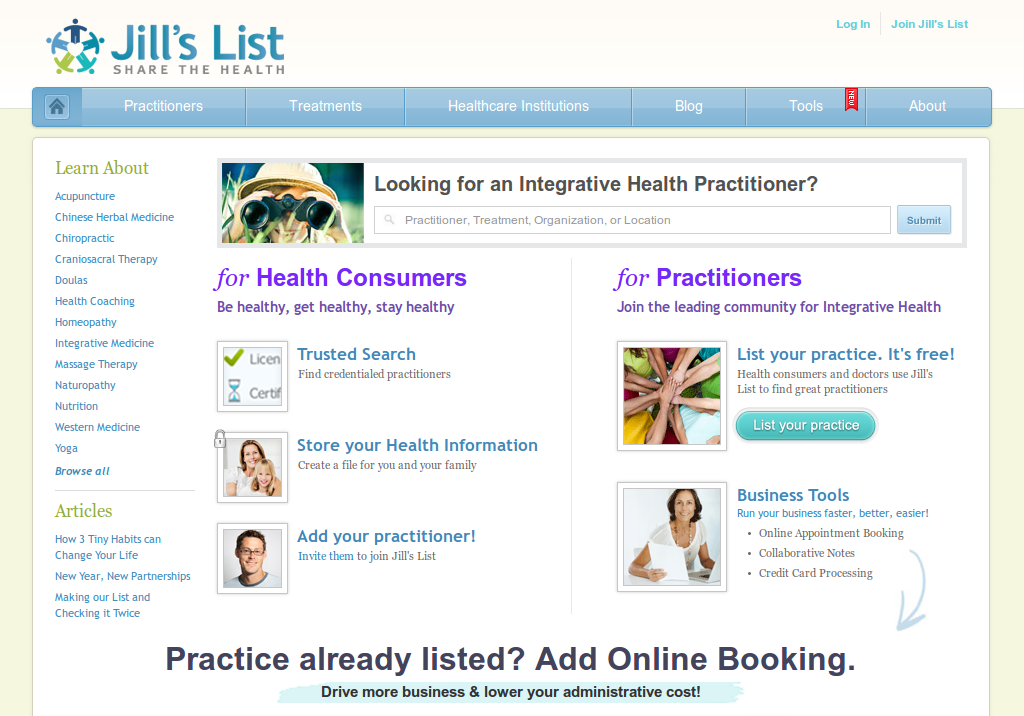 Log In
Join Jill's List
Jill's List
SHARE THE HEALTH
Practitioners
Treatments
Healthcare Institutions
Blog
Tools
NEW
About
Learn About
Acupuncture
Chinese Herbal Medicine
Chiropractic
Craniosacral Therapy
Doulas
Health Coaching
Homeopathy
Integrative Medicine
Massage Therapy
Naturopathy
Nutrition
Western Medicine
Yoga
Browse all
Articles
How 3 Tiny Habits can
Change Your Life
New Year, New Partnerships
Making our List and
Checking it Twice
Looking for an Integrative Health Practitioner?
Practitioner, Treatment, Organization, or Location
Submit
for Health Consumers
Be healthy, get healthy, stay healthy
Licen
Certif
Trusted Search
Find credentialed practitioners
Store your Health Information
Create a file for you and your family
Add your practitioner!
Invite them to join Jill's List
for Practitioners
Join the leading community for Integrative Health
List your practice. It's free!
Health consumers and doctors use Jill's
List to find great practitioners
List your practice
Business Tools
Run your business faster, better, easier!
• Online Appointment Booking
• Collaborative Notes
• Credit Card Processing
Practice already listed? Add Online Booking.
Drive more business & lower your administrative cost!